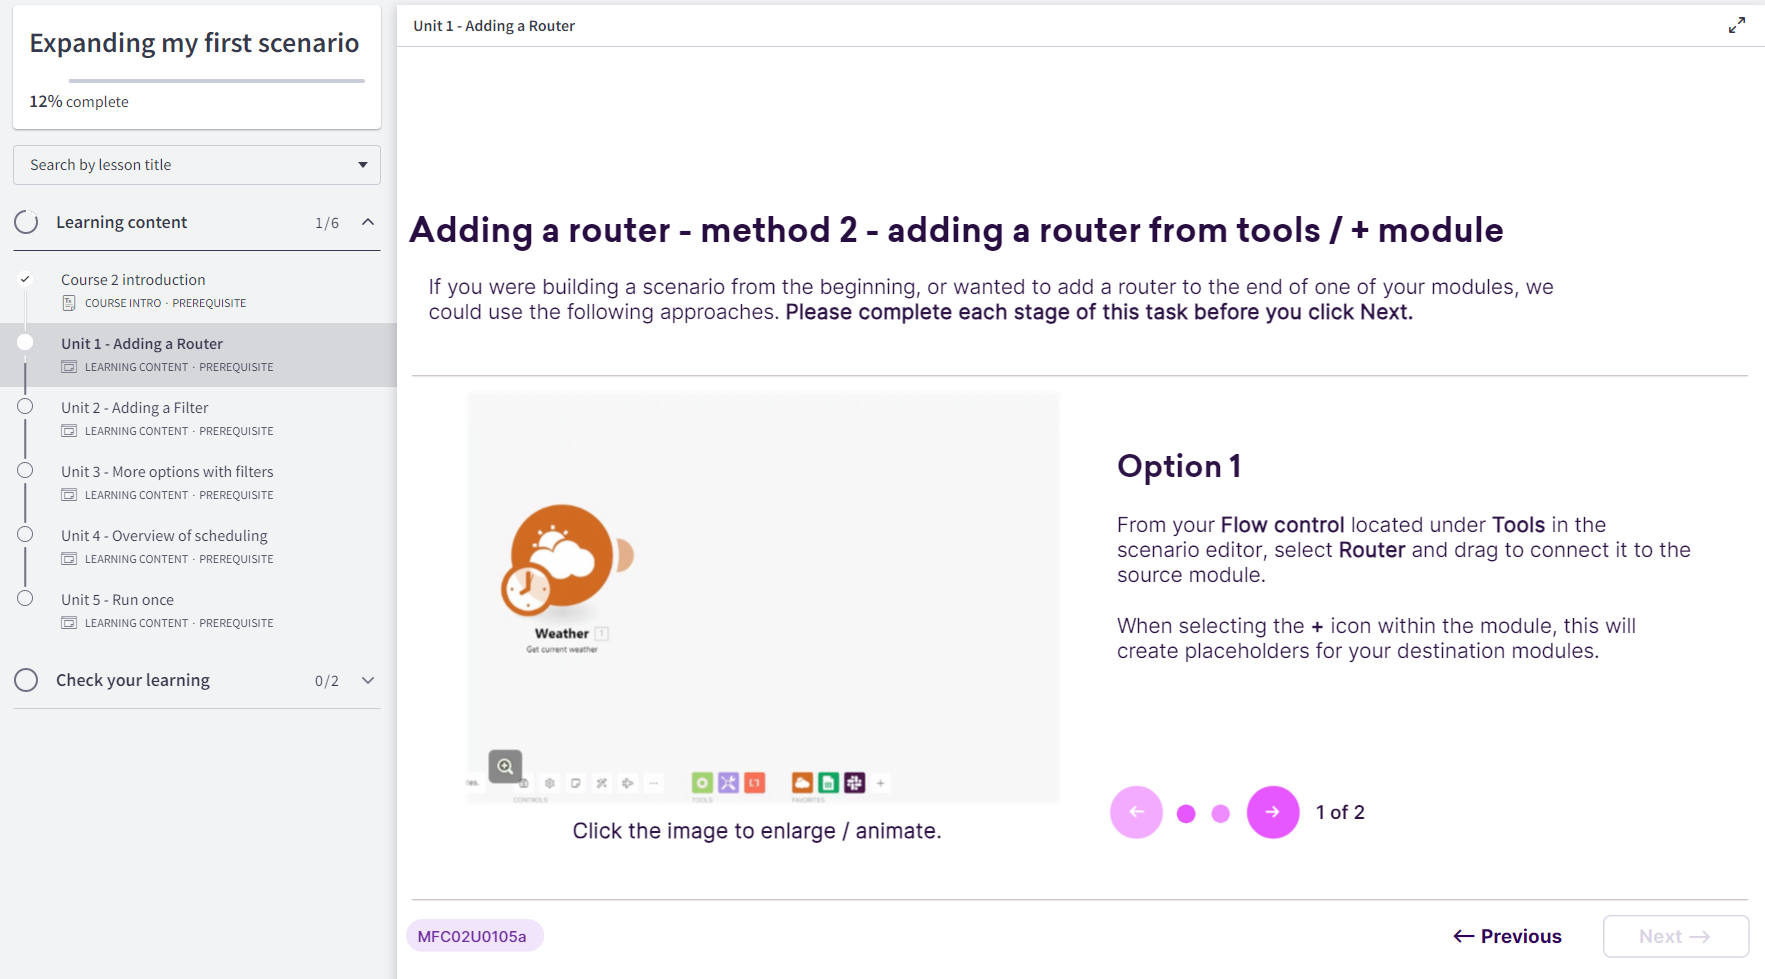 Expanding my first scenario
12% complete
Search by lesson title
Learning content 1/6
Course 2 introduction
COURSE INTRO · PREREQUISITE
Unit 1 - Adding a Router
LEARNING CONTENT · PREREQUISITE
Unit 2 - Adding a Filter
LEARNING CONTENT · PREREQUISITE
Unit 3 - More options with filters
LEARNING CONTENT · PREREQUISITE
Unit 4 - Overview of scheduling
LEARNING CONTENT · PREREQUISITE
Unit 5 - Run once
LEARNING CONTENT · PREREQUISITE
Check your learning 0/2
Unit 1 - Adding a Router
Adding a router - method 2 - adding a router from tools / + module
If you were building a scenario from the beginning, or wanted to add a router to the end of one of your modules, we
could use the following approaches. Please complete each stage of this task before you click Next.
Weather 1
Get current weather
CONTROLS TOOLS FAVORITES
Click the image to enlarge / animate.
Option 1
From your Flow control located under Tools in the
scenario editor, select Router and drag to connect it to the
source module.
When selecting the + icon within the module, this will
create placeholders for your destination modules.
1 of 2
MFC02U0105a
← Previous
Next →